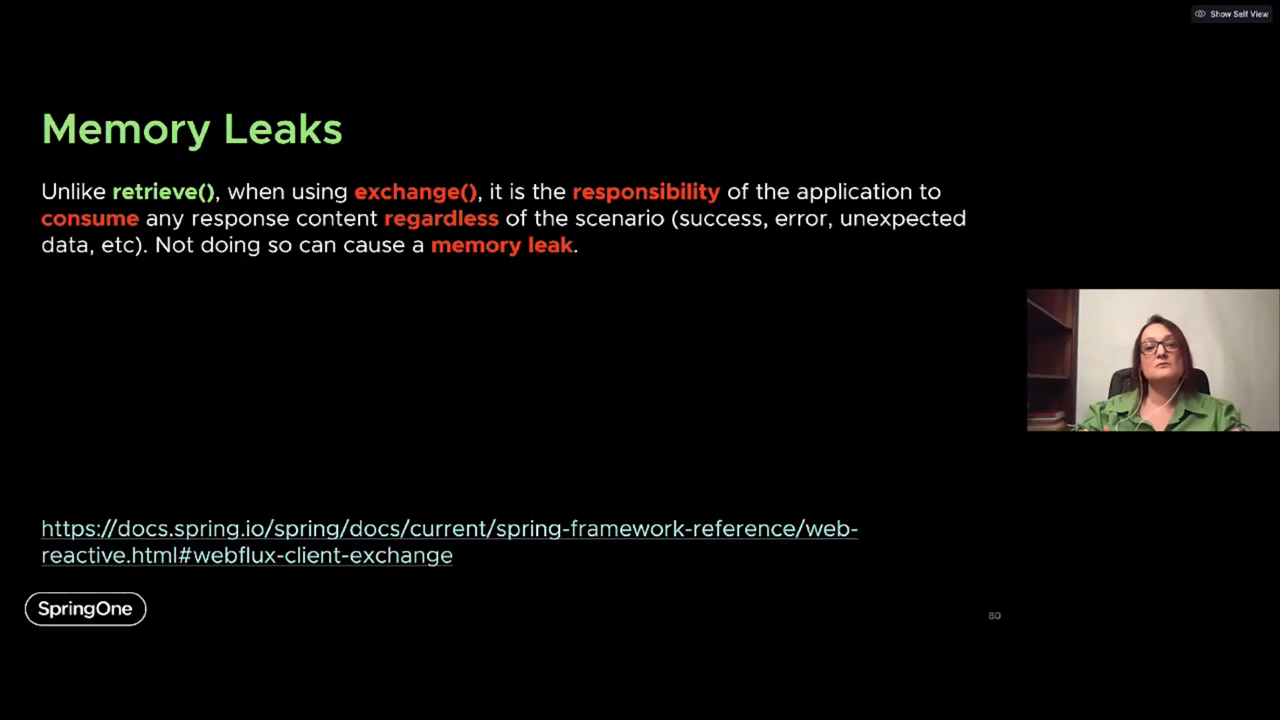 Show Self View
Memory Leaks
Unlike retrieve(), when using exchange(), it is the responsibility of the application to
consume any response content regardless of the scenario (success, error, unexpected
data, etc). Not doing so can cause a memory leak.
https://docs.spring.io/spring/docs/current/spring-framework-reference/web-
reactive.html#webflux-client-exchange
SpringOne
80